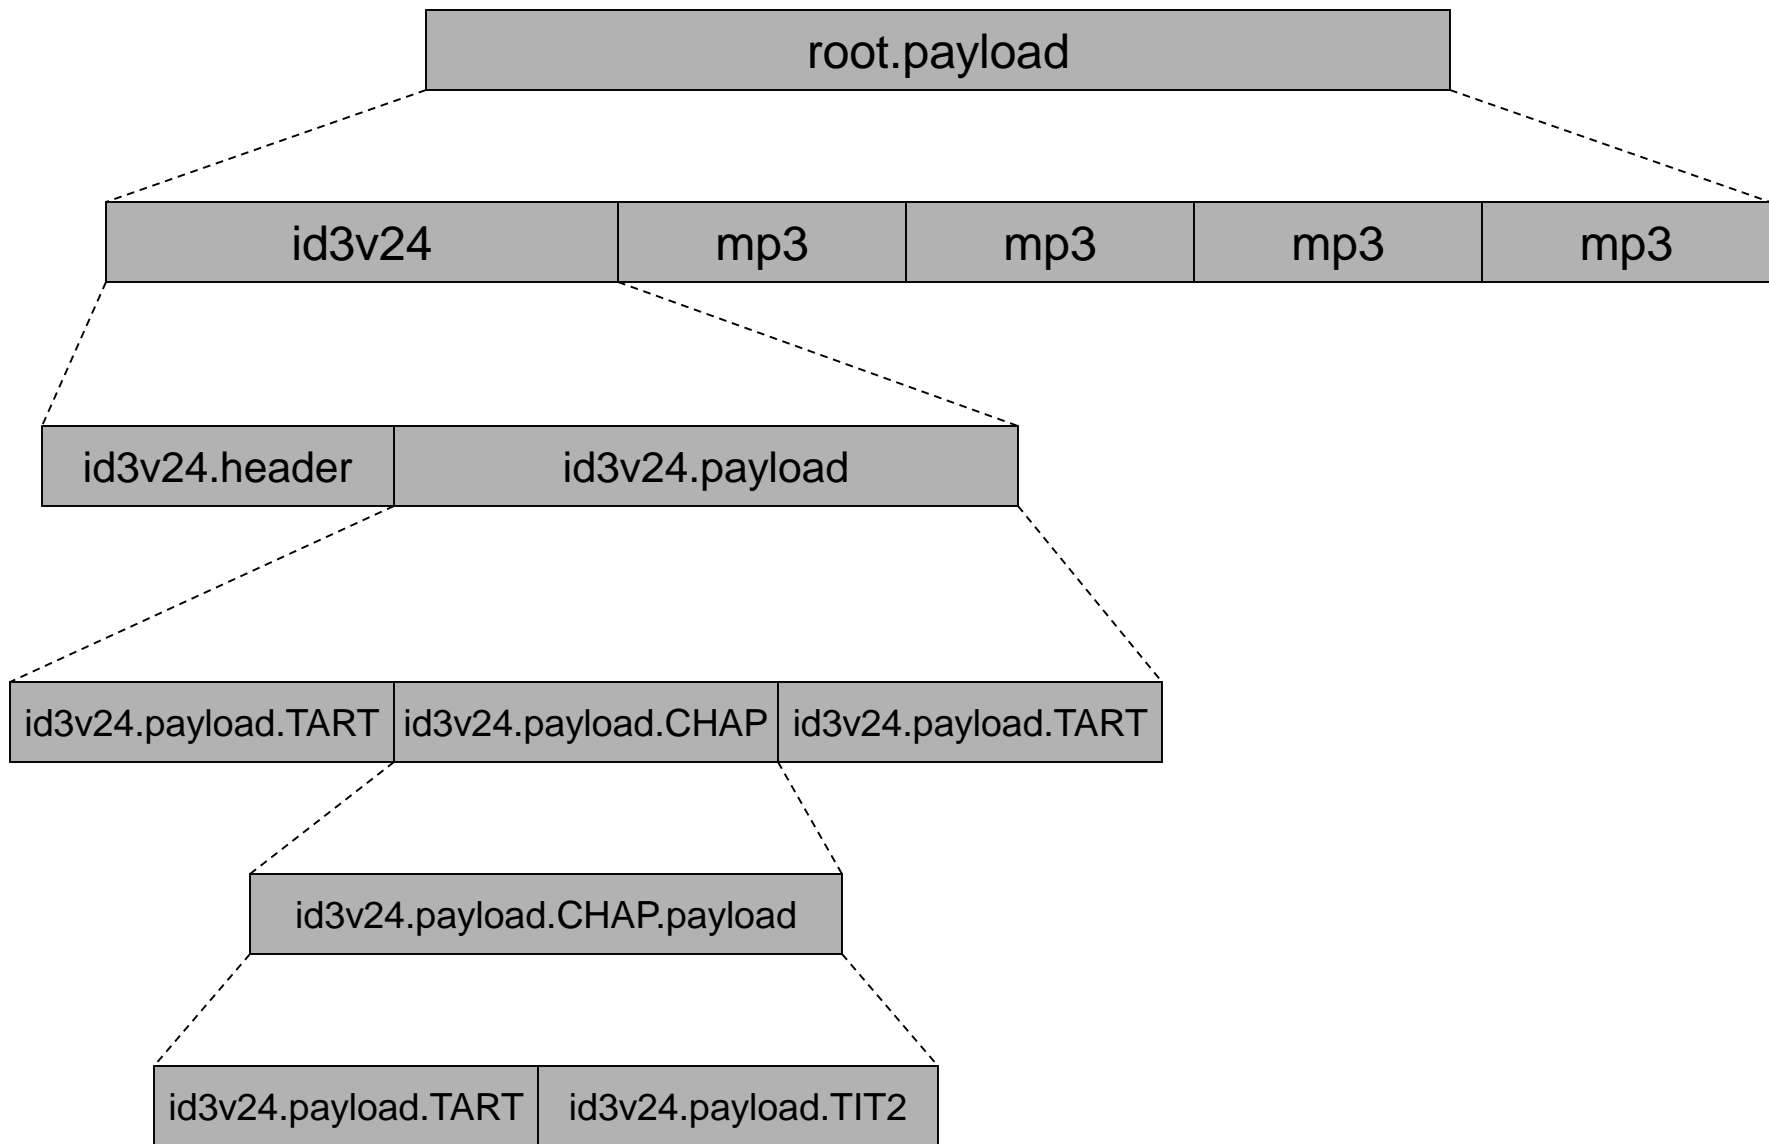 root.payload
id3v24 mp3 mp3 mp3 mp3
id3v24.header id3v24.payload
id3v24.payload.TART id3v24.payload.CHAP id3v24.payload.TART
id3v24.payload.CHAP.payload
id3v24.payload.TART id3v24.payload.TIT2